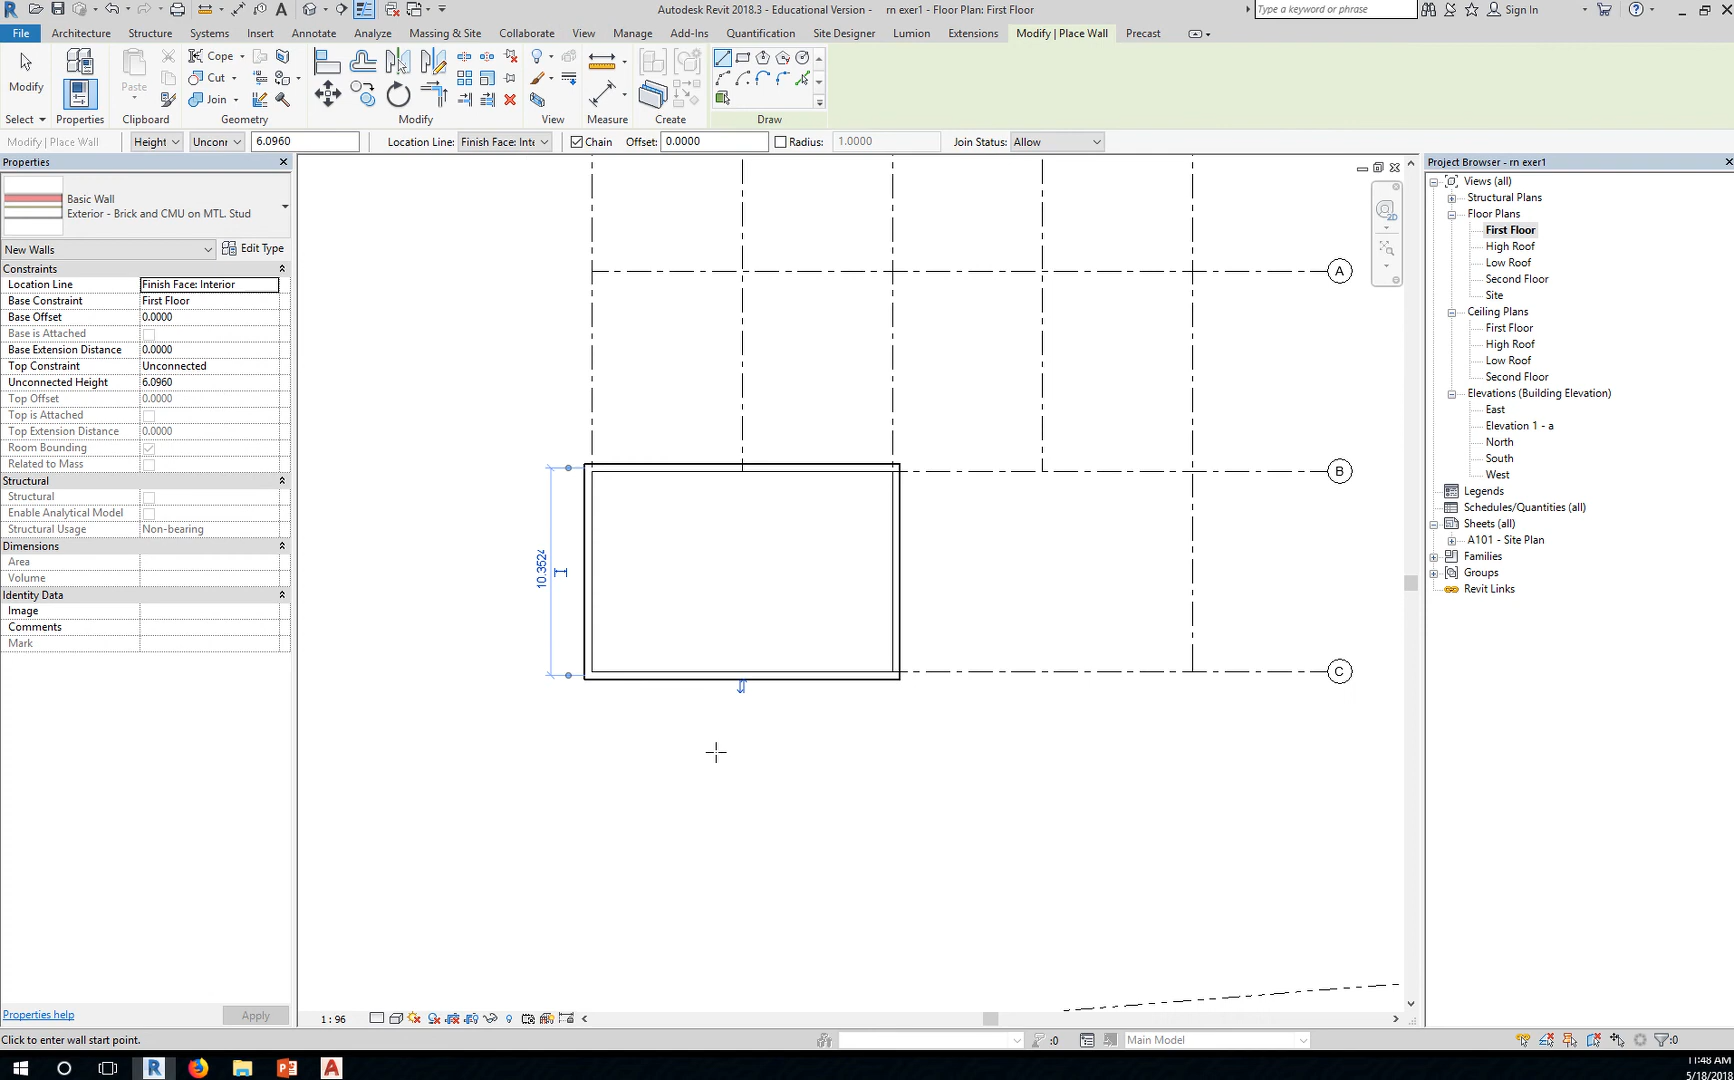 Autodesk Revit 2018.3 - Educational Version - rn exer1 - Floor Plan: First Floor
Type a keyword or phrase
Sign In
File Architecture Structure Systems Insert Annotate Analyze Massing & Site Collaborate View Manage Add-Ins Quantification Site Designer Lumion Extensions Modify | Place Wall Precast
Modify
Paste
Cope
Cut
Join
Select Properties Clipboard Geometry Modify View Measure Create Draw
Modify | Place Wall Height Uncon 6.0960 Location Line: Finish Face: Inte Chain Offset: 0.0000 Radius: 1.0000 Join Status: Allow
Properties
Basic Wall
Exterior - Brick and CMU on MTL. Stud
New Walls Edit Type
Constraints
Location Line Finish Face: Interior
Base Constraint First Floor
Base Offset 0.0000
Base is Attached
Base Extension Distance 0.0000
Top Constraint Unconnected
Unconnected Height 6.0960
Top Offset 0.0000
Top is Attached
Top Extension Distance 0.0000
Room Bounding
Related to Mass
Structural
Structural
Enable Analytical Model
Structural Usage Non-bearing
Dimensions
Area
Volume
Identity Data
Image
Comments
Mark
Properties help Apply
2D
A
B
C
10.3524
Project Browser - rn exer1
Views (all)
Structural Plans
Floor Plans
First Floor
High Roof
Low Roof
Second Floor
Site
Ceiling Plans
First Floor
High Roof
Low Roof
Second Floor
Elevations (Building Elevation)
East
Elevation 1 - a
North
South
West
Legends
Schedules/Quantities (all)
Sheets (all)
A101 - Site Plan
Families
Groups
Revit Links
1 : 96
Click to enter wall start point. :0 Main Model :0
11:48 AM
5/18/2018